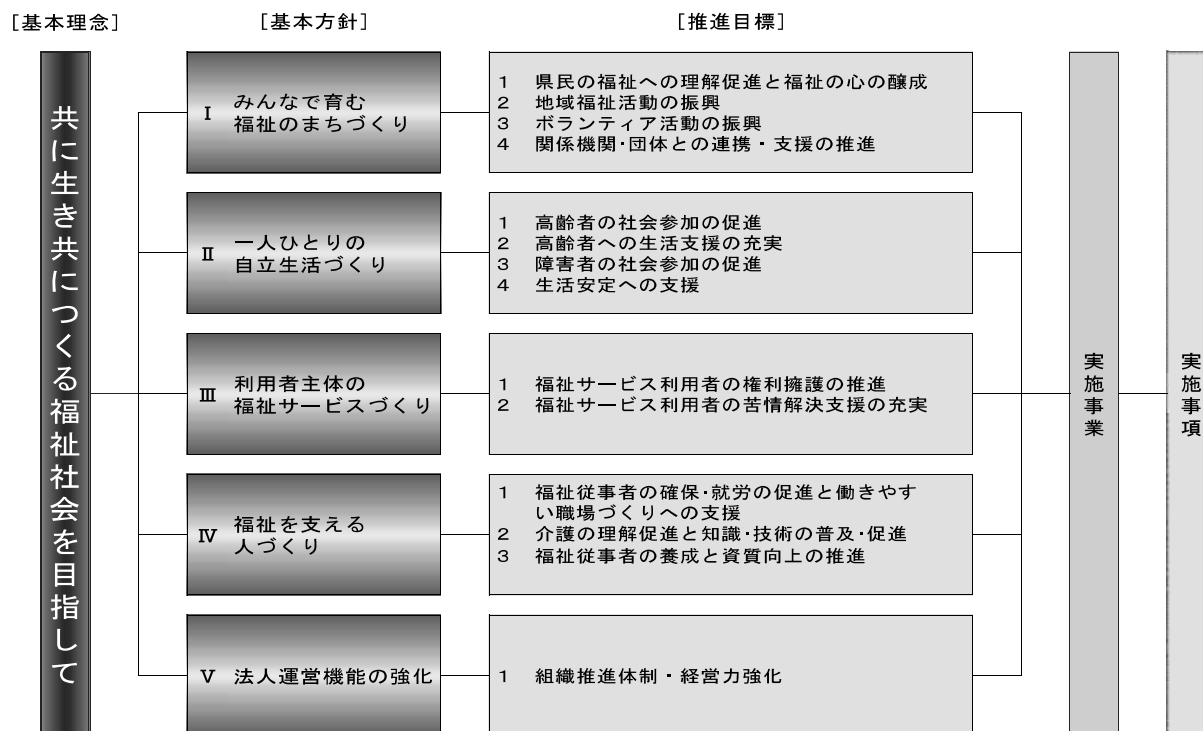 [基本理念]
[基本方針]
[推進目標]
共に生き共につくる福祉社会を目指して
Ⅰ みんなで育む
福祉のまちづくり
1 県民の福祉への理解促進と福祉の心の醸成
2 地域福祉活動の振興
3 ボランティア活動の振興
4 関係機関･団体との連携・支援の推進
Ⅱ 一人ひとりの
自立生活づくり
1 高齢者の社会参加の促進
2 高齢者への生活支援の充実
3 障害者の社会参加の促進
4 生活安定への支援
Ⅲ 利用者主体の
福祉サービスづくり
1 福祉サービス利用者の権利擁護の推進
2 福祉サービス利用者の苦情解決支援の充実
Ⅳ 福祉を支える
人づくり
1 福祉従事者の確保･就労の促進と働きやす
い職場づくりへの支援
2 介護の理解促進と知識･技術の普及･促進
3 福祉従事者の養成と資質向上の推進
Ⅴ 法人運営機能の強化
1 組織推進体制・経営力強化
実施事業
実施事項